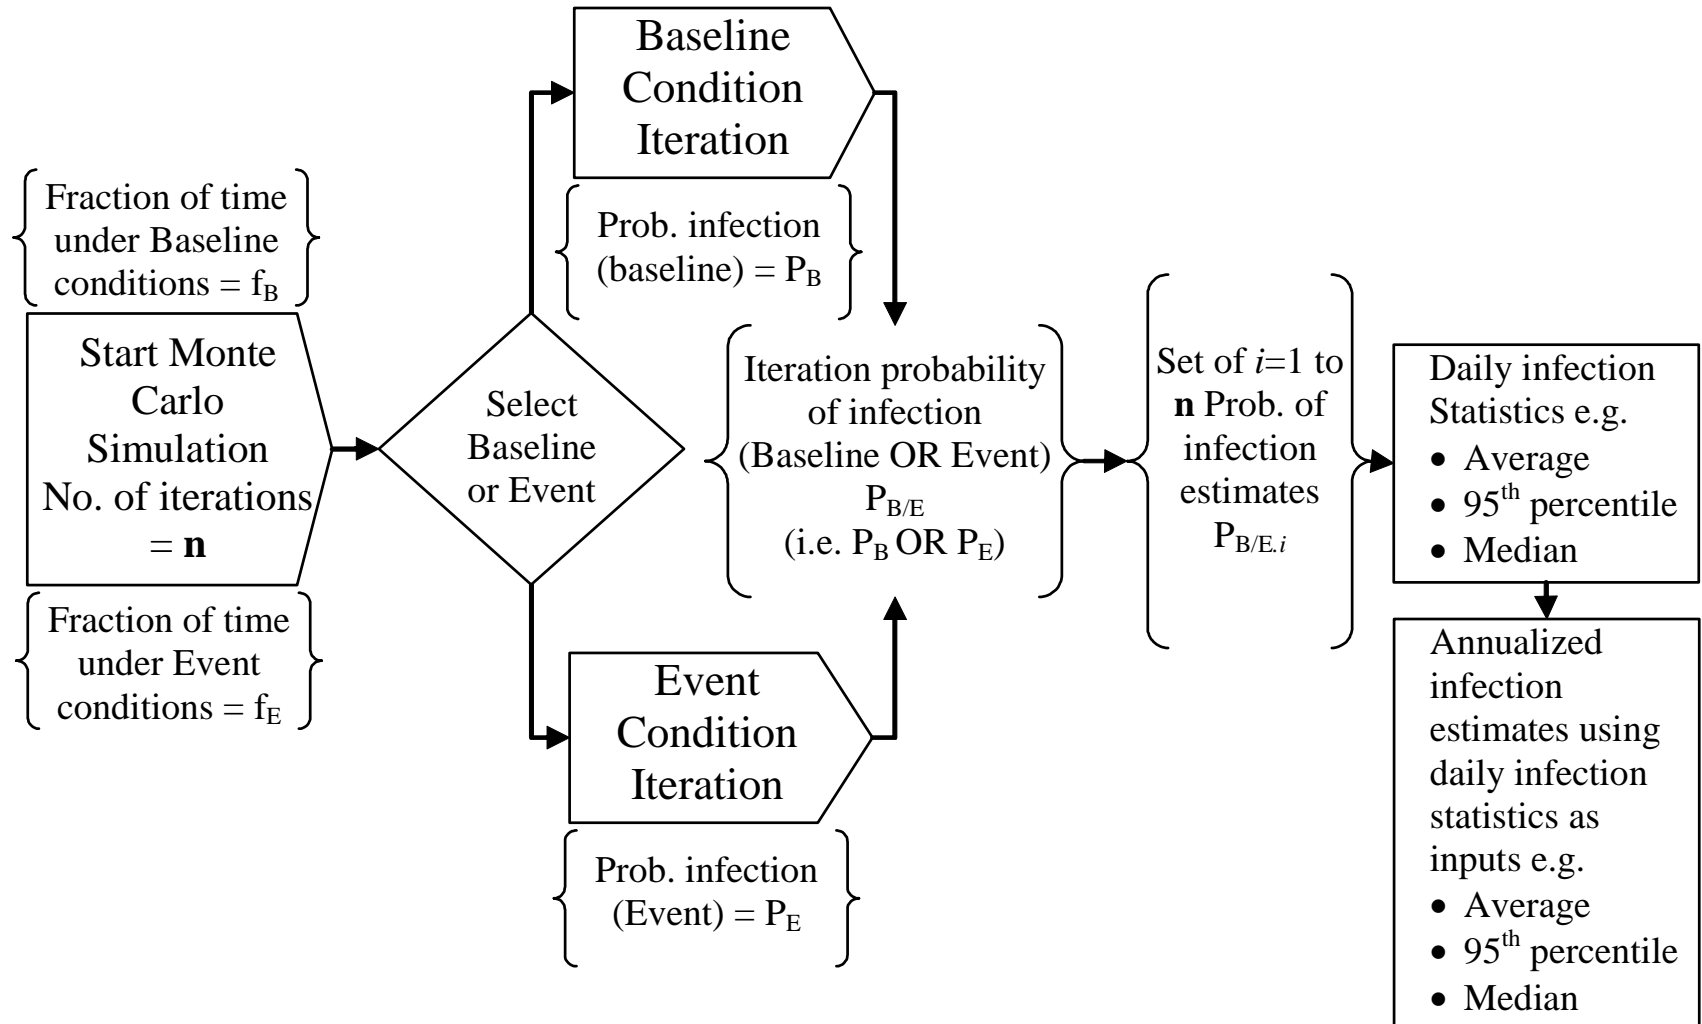 Fraction of time
under Baseline
conditions = f_B
Start Monte
Carlo
Simulation
No. of iterations
= n
Fraction of time
under Event
conditions = f_E
Select
Baseline
or Event
Baseline
Condition
Iteration
Prob. infection
(baseline) = P_B
Event
Condition
Iteration
Prob. infection
(Event) = P_E
Iteration probability
of infection
(Baseline OR Event)
P_B/E
(i.e. P_B OR P_E)
Set of i=1 to
n Prob. of
infection
estimates
P_B/E.i
Daily infection
Statistics e.g.
• Average
• 95th percentile
• Median
Annualized
infection
estimates using
daily infection
statistics as
inputs e.g.
• Average
• 95th percentile
• Median